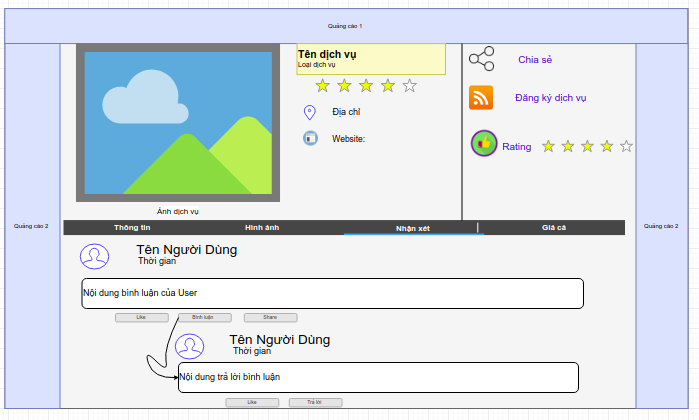 Quảng cáo 1
Tên dịch vụ
Loại dịch vụ
Địa chỉ
Website:
Ảnh dịch vụ
Chia sẻ
Đăng ký dịch vụ
Rating
Quảng cáo 2
Quảng cáo 2
Thông tin
Hình ảnh
Nhận xét
Giá cả
Tên Người Dùng
Thời gian
Nội dung bình luận của User
Like
Bình luận
Share
Tên Người Dùng
Thời gian
Nội dung trả lời bình luận
Like
Trả lời